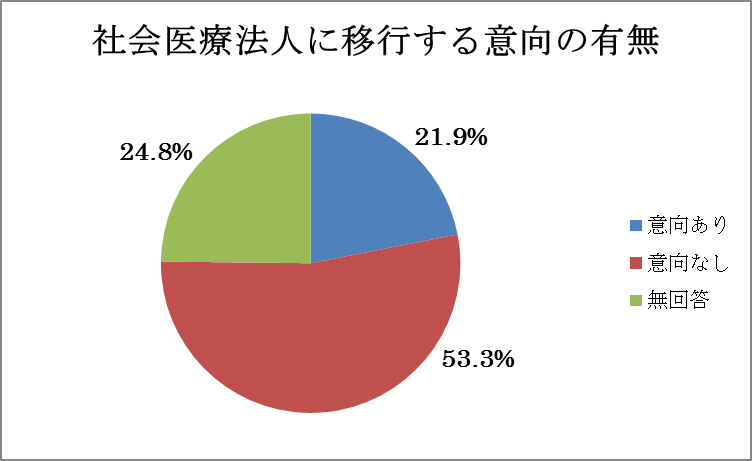 社会医療法人に移行する意向の有無
21.9%
24.8%
意向あり
意向なし
無回答
53.3%